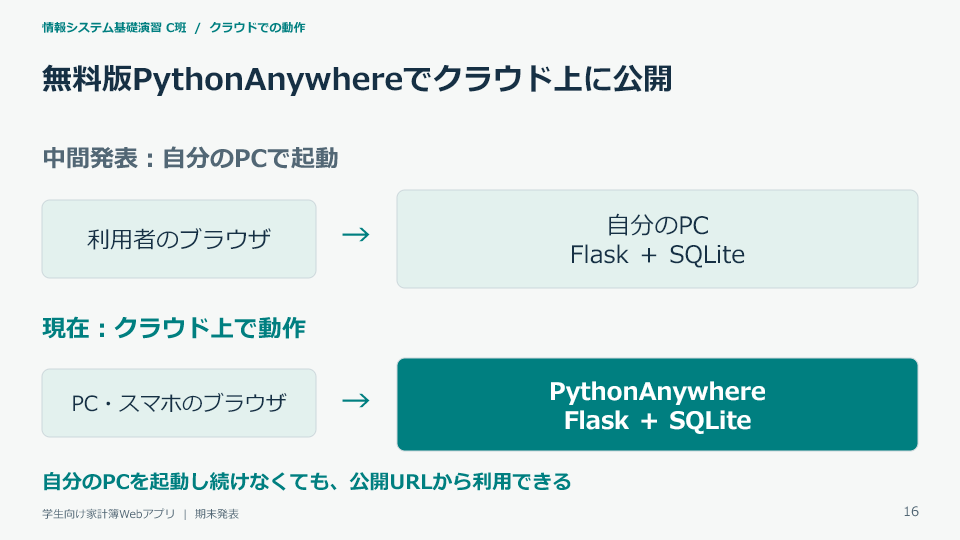 情報システム基礎演習 C班 / クラウドでの動作
無料版PythonAnywhereでクラウド上に公開
中間発表：自分のPCで起動
利用者のブラウザ
→
自分のPC
Flask + SQLite
現在：クラウド上で動作
PC・スマホのブラウザ
→
PythonAnywhere
Flask + SQLite
自分のPCを起動し続けなくても、公開URLから利用できる
学生向け家計簿Webアプリ | 期末発表
16